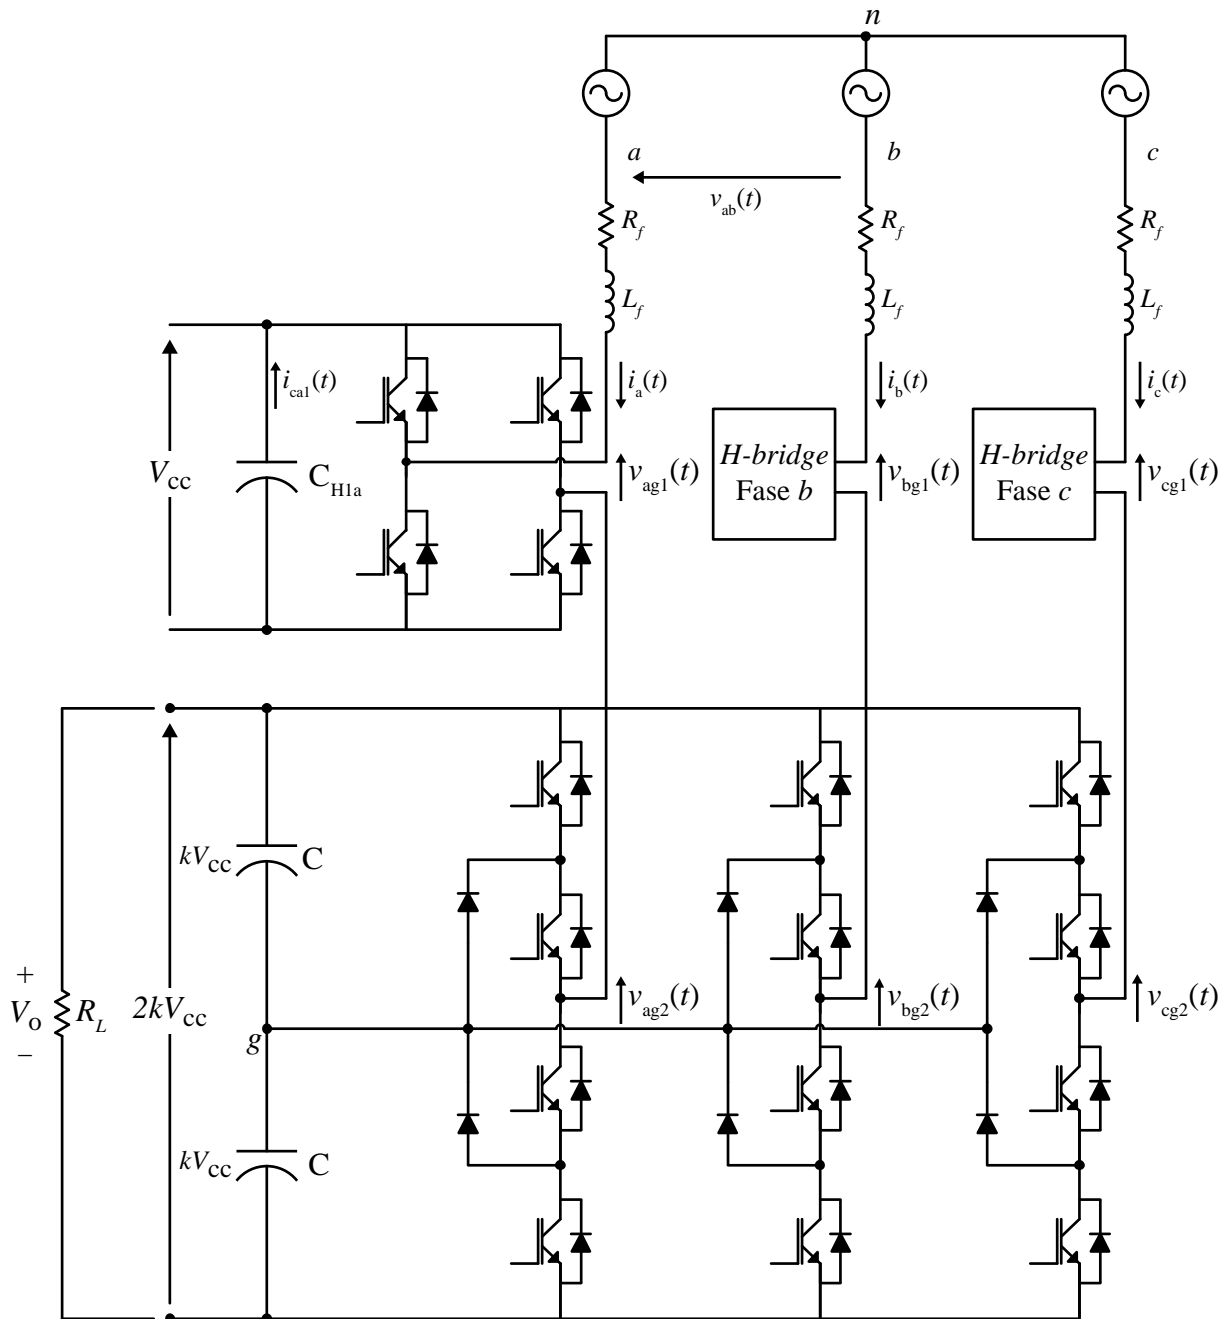 n
a
b
c
v_ab(t)
R_f
R_f
R_f
L_f
L_f
L_f
i_ca1(t)
i_a(t)
i_b(t)
i_c(t)
V_cc
C_H1a
v_ag1(t)
H-bridge
Fase b
v_bg1(t)
H-bridge
Fase c
v_cg1(t)
kV_cc
C
+
V_o
–
R_L
2kV_cc
g
v_ag2(t)
v_bg2(t)
v_cg2(t)
kV_cc
C